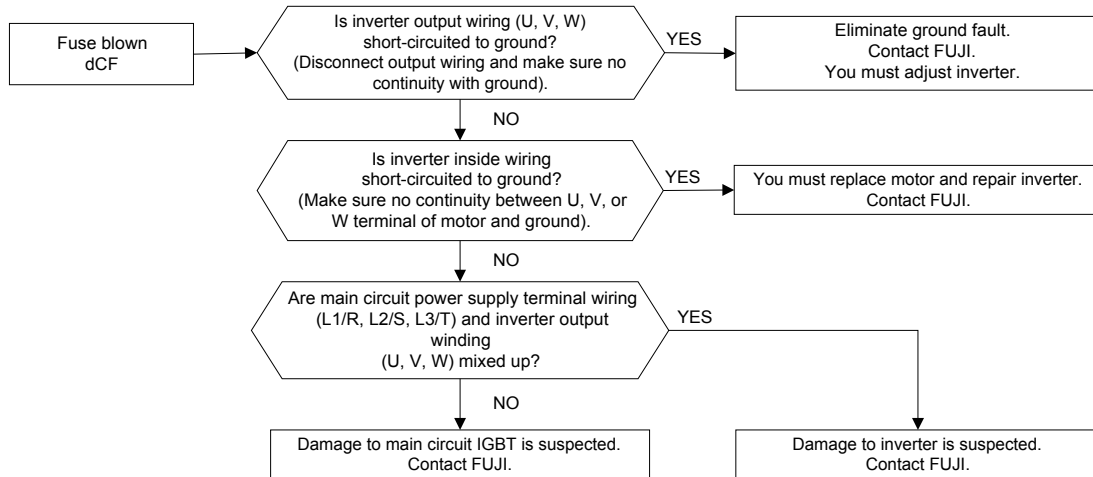 Fuse blown
dCF
Is inverter output wiring (U, V, W)
short-circuited to ground?
(Disconnect output wiring and make sure no
continuity with ground).
YES
Eliminate ground fault.
Contact FUJI.
You must adjust inverter.
NO
Is inverter inside wiring
short-circuited to ground?
(Make sure no continuity between U, V, or
W terminal of motor and ground).
YES
You must replace motor and repair inverter.
Contact FUJI.
NO
Are main circuit power supply terminal wiring
(L1/R, L2/S, L3/T) and inverter output
winding
(U, V, W) mixed up?
YES
NO
Damage to main circuit IGBT is suspected.
Contact FUJI.
Damage to inverter is suspected.
Contact FUJI.